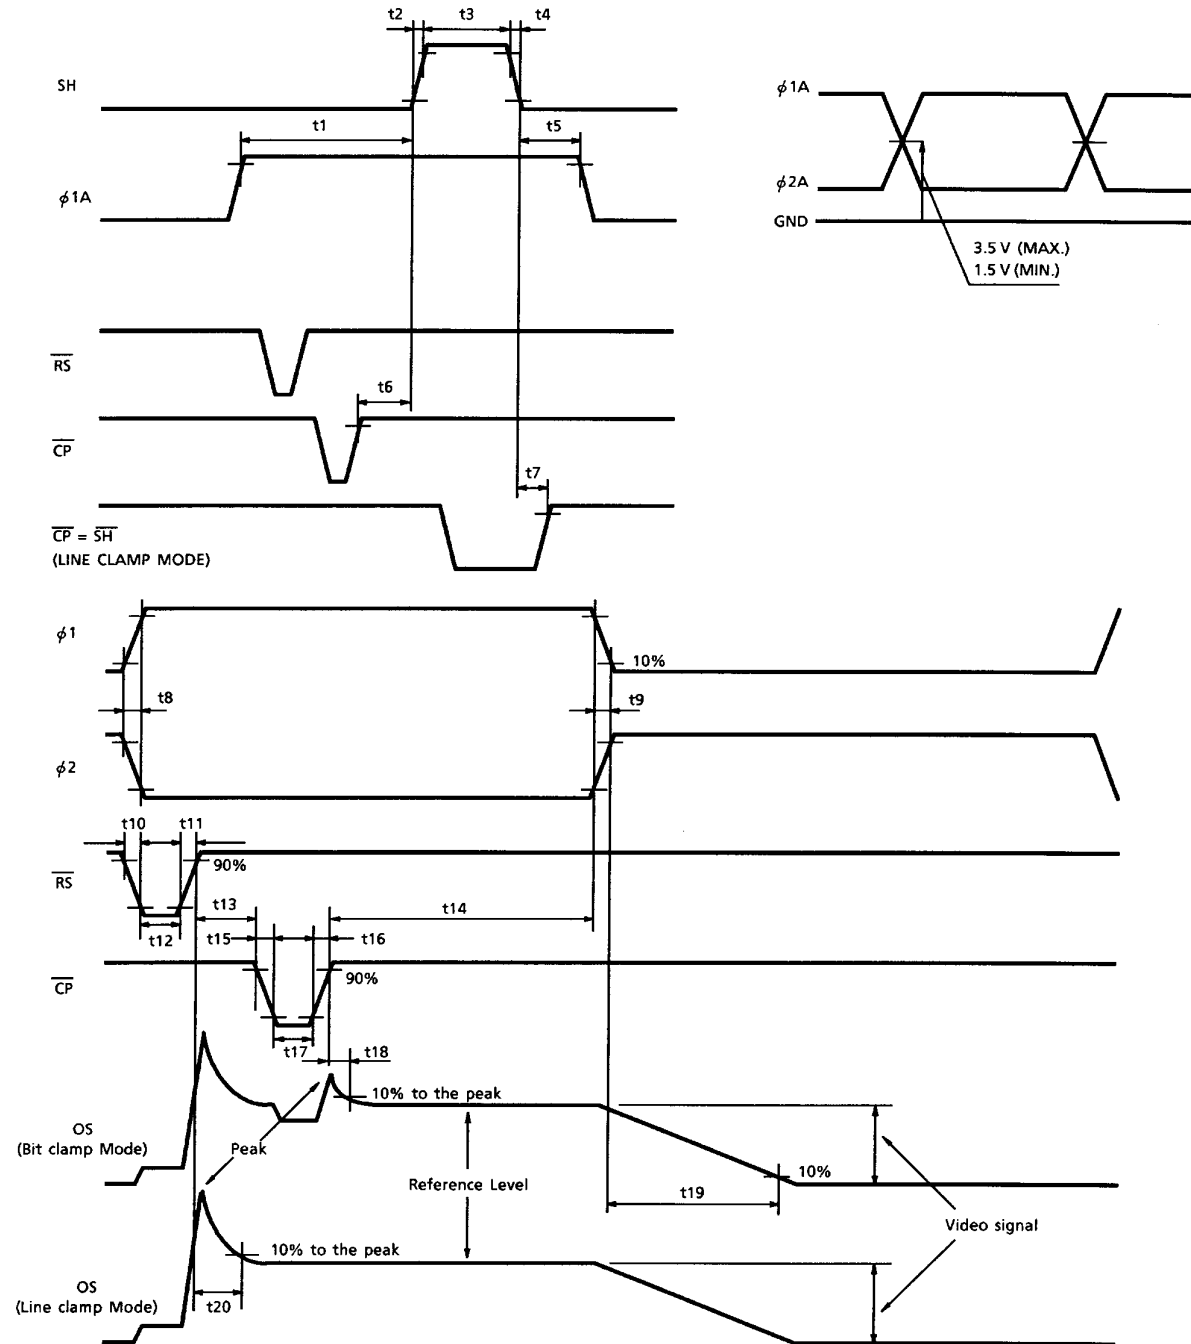 t2 t3 t4
SH
t1
t5
ϕ1A
ϕ1A
ϕ2A
GND
3.5 V (MAX.)
1.5 V (MIN.)
RS
t6
CP
t7
CP = SH
(LINE CLAMP MODE)
ϕ1
10%
t8
t9
ϕ2
t10 t11
90%
RS
t12
t13
t14
t15
t16
CP
90%
t17
t18
10% to the peak
OS
(Bit clamp Mode)
Peak
10%
Reference Level
t19
Video signal
10% to the peak
OS
(Line clamp Mode)
t20